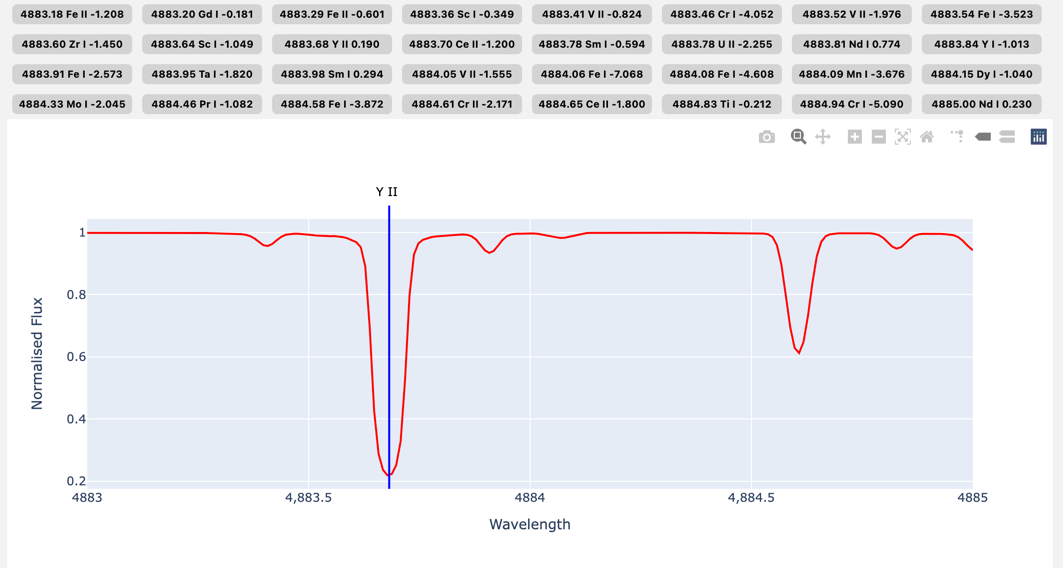 4883.18 Fe II -1.208 4883.20 Gd I -0.181 4883.29 Fe II -0.601 4883.36 Sc I -0.349 4883.41 V II -0.824 4883.46 Cr I -4.052 4883.52 V II -1.976 4883.54 Fe I -3.523
4883.60 Zr I -1.450 4883.64 Sc I -1.049 4883.68 Y II 0.190 4883.70 Ce II -1.200 4883.78 Sm I -0.594 4883.78 U II -2.255 4883.81 Nd I 0.774 4883.84 Y I -1.013
4883.91 Fe I -2.573 4883.95 Ta I -1.820 4883.98 Sm I 0.294 4884.05 V II -1.555 4884.06 Fe I -7.068 4884.08 Fe I -4.608 4884.09 Mn I -3.676 4884.15 Dy I -1.040
4884.33 Mo I -2.045 4884.46 Pr I -1.082 4884.58 Fe I -3.872 4884.61 Cr II -2.171 4884.65 Ce II -1.800 4884.83 Ti I -0.212 4884.94 Cr I -5.090 4885.00 Nd I 0.230
Y II
1
0.8
0.6
0.4
0.2
Normalised Flux
4883 4,883.5 4884 4,884.5 4885
Wavelength